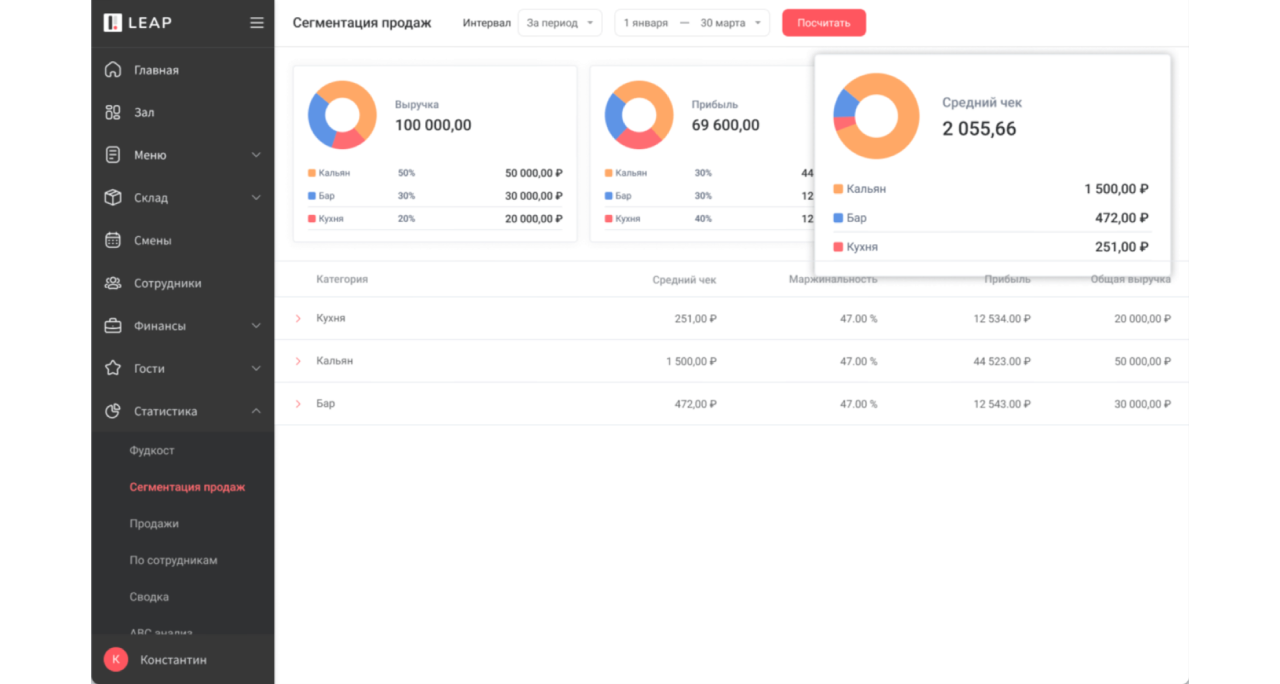 LEAP
Главная
Зал
Меню
Склад
Смены
Сотрудники
Финансы
Гости
Статистика
Фудкост
Сегментация продаж
Продажи
По сотрудникам
Сводка
ABC анализ
К Константин
Сегментация продаж Интервал За период 1 января — 30 марта Посчитать
Выручка
100 000,00
Кальян 50% 50 000,00 ₽
Бар 30% 30 000,00 ₽
Кухня 20% 20 000,00 ₽
Прибыль
69 600,00
Кальян 30% 44
Бар 30% 12
Кухня 40% 12
Средний чек
2 055,66
Кальян 1 500,00 ₽
Бар 472,00 ₽
Кухня 251,00 ₽
Категория Средний чек Маржинальность Прибыль Общая выручка
Кухня 251,00 ₽ 47.00 % 12 534.00 ₽ 20 000,00 ₽
Кальян 1 500,00 ₽ 47.00 % 44 523.00 ₽ 50 000,00 ₽
Бар 472,00 ₽ 47.00 % 12 543.00 ₽ 30 000,00 ₽